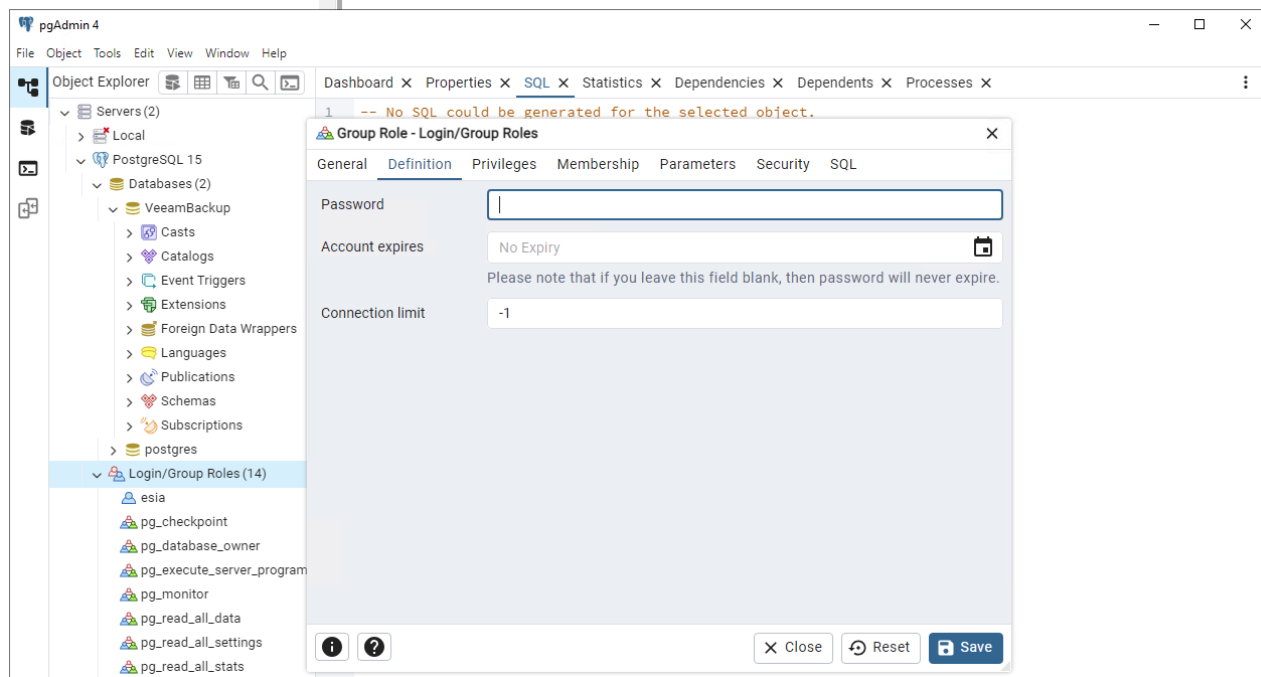 pgAdmin 4
File Object Tools Edit View Window Help
Object Explorer
Dashboard Properties SQL Statistics Dependencies Dependents Processes
Servers (2)
Local
PostgreSQL 15
Databases (2)
VeeamBackup
Casts
Catalogs
Event Triggers
Extensions
Foreign Data Wrappers
Languages
Publications
Schemas
Subscriptions
postgres
Login/Group Roles (14)
esia
pg_checkpoint
pg_database_owner
pg_execute_server_program
pg_monitor
pg_read_all_data
pg_read_all_settings
pg_read_all_stats
1 -- No SQL could be generated for the selected object.
Group Role - Login/Group Roles
General Definition Privileges Membership Parameters Security SQL
Password
Account expires No Expiry
Please note that if you leave this field blank, then password will never expire.
Connection limit -1
Close Reset Save